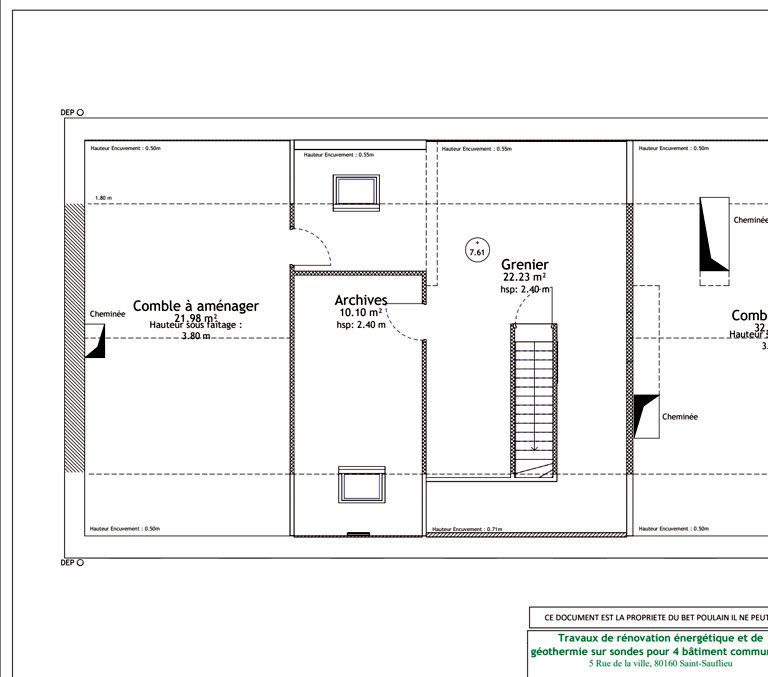 DEP
Hauteur Encuvement : 0.50m
Hauteur Encuvement : 0.55m
Hauteur Encuvement : 0.55m
Hauteur Encuvement : 0.50m
1.80 m
Cheminée
+
7.61
Grenier
22.23 m²
hsp: 2.40 m
Archives
10.10 m²
hsp: 2.40 m
Comble à aménager
21.98 m²
Hauteur sous faitage :
3.80 m
Cheminée
Comb
32.
Hauteur
3.
Cheminée
Hauteur Encuvement : 0.50m
Hauteur Encuvement : 0.71m
Hauteur Encuvement : 0.50m
DEP
CE DOCUMENT EST LA PROPRIETE DU BET POULAIN IL NE PEUT
Travaux de rénovation énergétique et de
géothermie sur sondes pour 4 bâtiment commu
5 Rue de la ville, 80160 Saint-Sauflieu